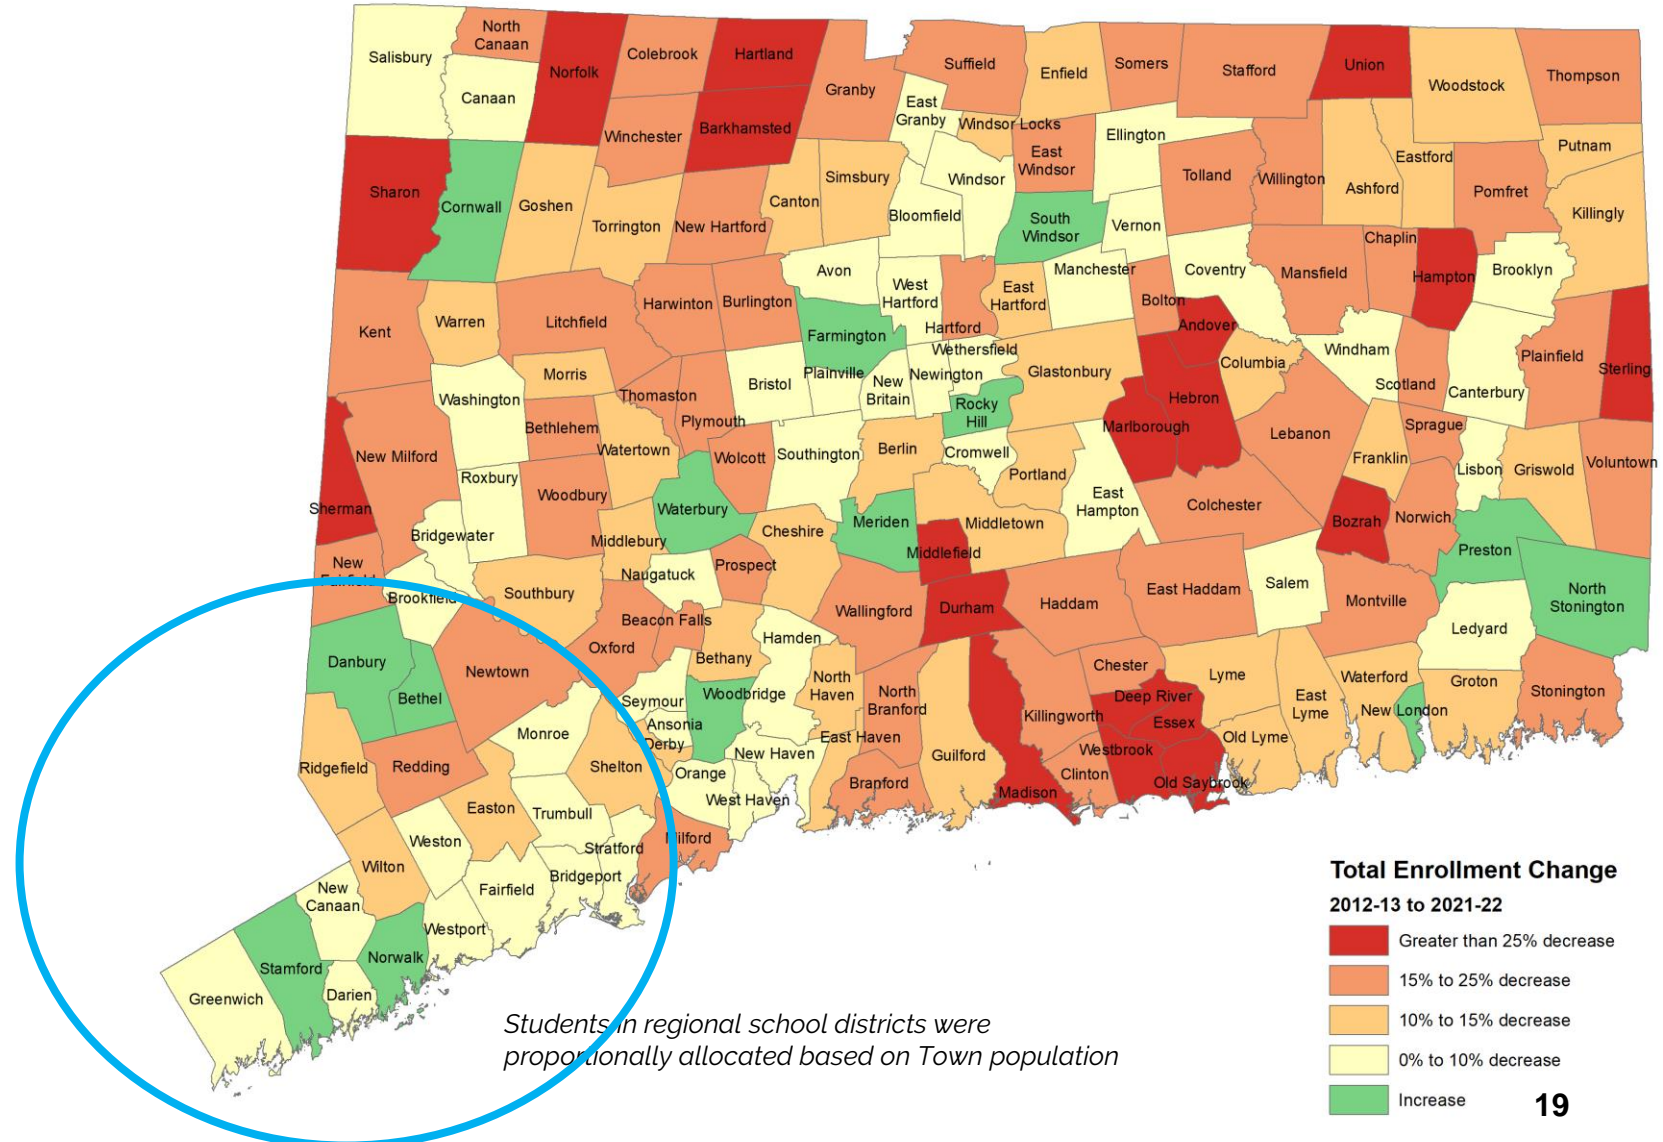 Salisbury
North
Canaan
Canaan
Norfolk
Colebrook
Hartland
Granby
Suffield
Enfield
Somers
Stafford
Union
Woodstock
Thompson
Winchester
Barkhamsted
East
Granby
Windsor Locks
East
Windsor
Ellington
Putnam
Eastford
Sharon
Cornwall
Goshen
Torrington
New Hartford
Canton
Simsbury
Bloomfield
Windsor
South
Windsor
Vernon
Tolland
Willington
Ashford
Pomfret
Killingly
Chaplin
Hampton
Brooklyn
Kent
Warren
Litchfield
Harwinton
Burlington
Avon
Farmington
West
Hartford
Hartford
East
Hartford
Manchester
Bolton
Andover
Coventry
Mansfield
Windham
Scotland
Canterbury
Plainfield
Sterling
Washington
Morris
Bethlehem
Thomaston
Plymouth
Watertown
Bristol
Plainville
New
Britain
Newington
Wethersfield
Rocky
Hill
Glastonbury
Marlborough
Hebron
Columbia
Lebanon
Franklin
Sprague
Lisbon
Griswold
Voluntown
New Milford
Sherman
Roxbury
Woodbury
Bridgewater
Waterbury
Wolcott
Southington
Berlin
Cromwell
Portland
East
Hampton
Colchester
Bozrah
Norwich
Preston
North
Stonington
New
Fairfield
Brookfield
Southbury
Middlebury
Naugatuck
Prospect
Cheshire
Meriden
Middlefield
Middletown
Durham
Haddam
East Haddam
Salem
Montville
Ledyard
Danbury
Bethel
Newtown
Oxford
Beacon Falls
Bethany
Hamden
Wallingford
Seymour
Ansonia
Derby
Woodbridge
North
Haven
North
Branford
East Haven
Guilford
Killingworth
Chester
Deep River
Essex
Westbrook
Clinton
Old Saybrook
Madison
Branford
Lyme
Old Lyme
East
Lyme
Waterford
New London
Groton
Stonington
Ridgefield
Redding
Monroe
Shelton
Orange
New Haven
West Haven
Milford
Easton
Trumbull
Stratford
Bridgeport
Weston
Wilton
Fairfield
Westport
New
Canaan
Norwalk
Darien
Stamford
Greenwich
Students in regional school districts were
proportionally allocated based on Town population
Total Enrollment Change
2012-13 to 2021-22
Greater than 25% decrease
15% to 25% decrease
10% to 15% decrease
0% to 10% decrease
Increase
19